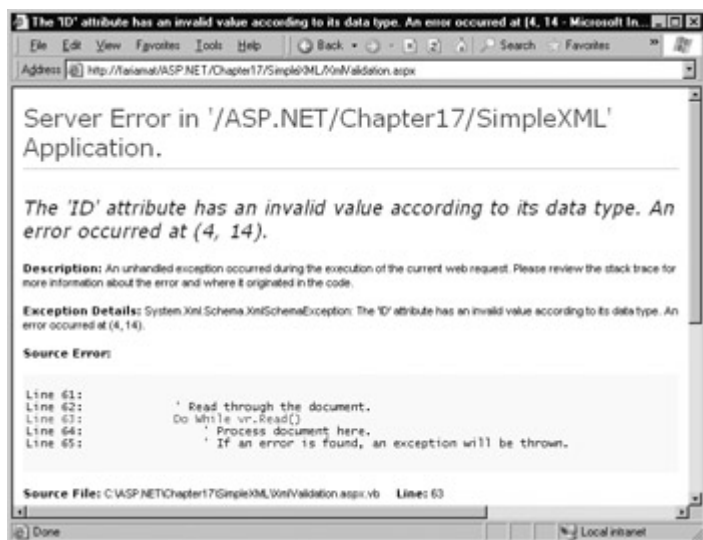 The 'ID' attribute has an invalid value according to its data type. An error occurred at (4, 14 - Microsoft In...
File Edit View Favorites Tools Help Back Search Favorites »
Address http://fariamat/ASP.NET/Chapter17/SimpleXML/XmlValidation.aspx
Server Error in '/ASP.NET/Chapter17/SimpleXML'
Application.
The 'ID' attribute has an invalid value according to its data type. An
error occurred at (4, 14).
Description: An unhandled exception occurred during the execution of the current web request. Please review the stack trace for
more information about the error and where it originated in the code.
Exception Details: System.Xml.Schema.XmlSchemaException: The 'ID' attribute has an invalid value according to its data type. An
error occurred at (4, 14).
Source Error:
Line 61:
Line 62: ' Read through the document.
Line 63: Do While vr.Read()
Line 64: ' Process document here.
Line 65: ' If an error is found, an exception will be thrown.
Source File: C:\ASP.NET\Chapter17\SimpleXML\XmlValidation.aspx.vb Line: 63
Done Local intranet